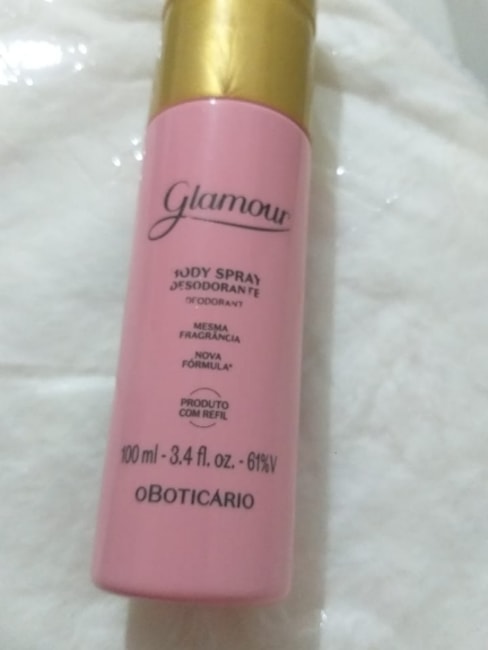 Glamour
BODY SPRAY
DESODORANTE
DEODORANT
MESMA
FRAGRÂNCIA
NOVA
FÓRMULA*
PRODUTO
COM REFIL
100 ml - 3.4 fl. oz. - 61%V
oBOTICÁRIO